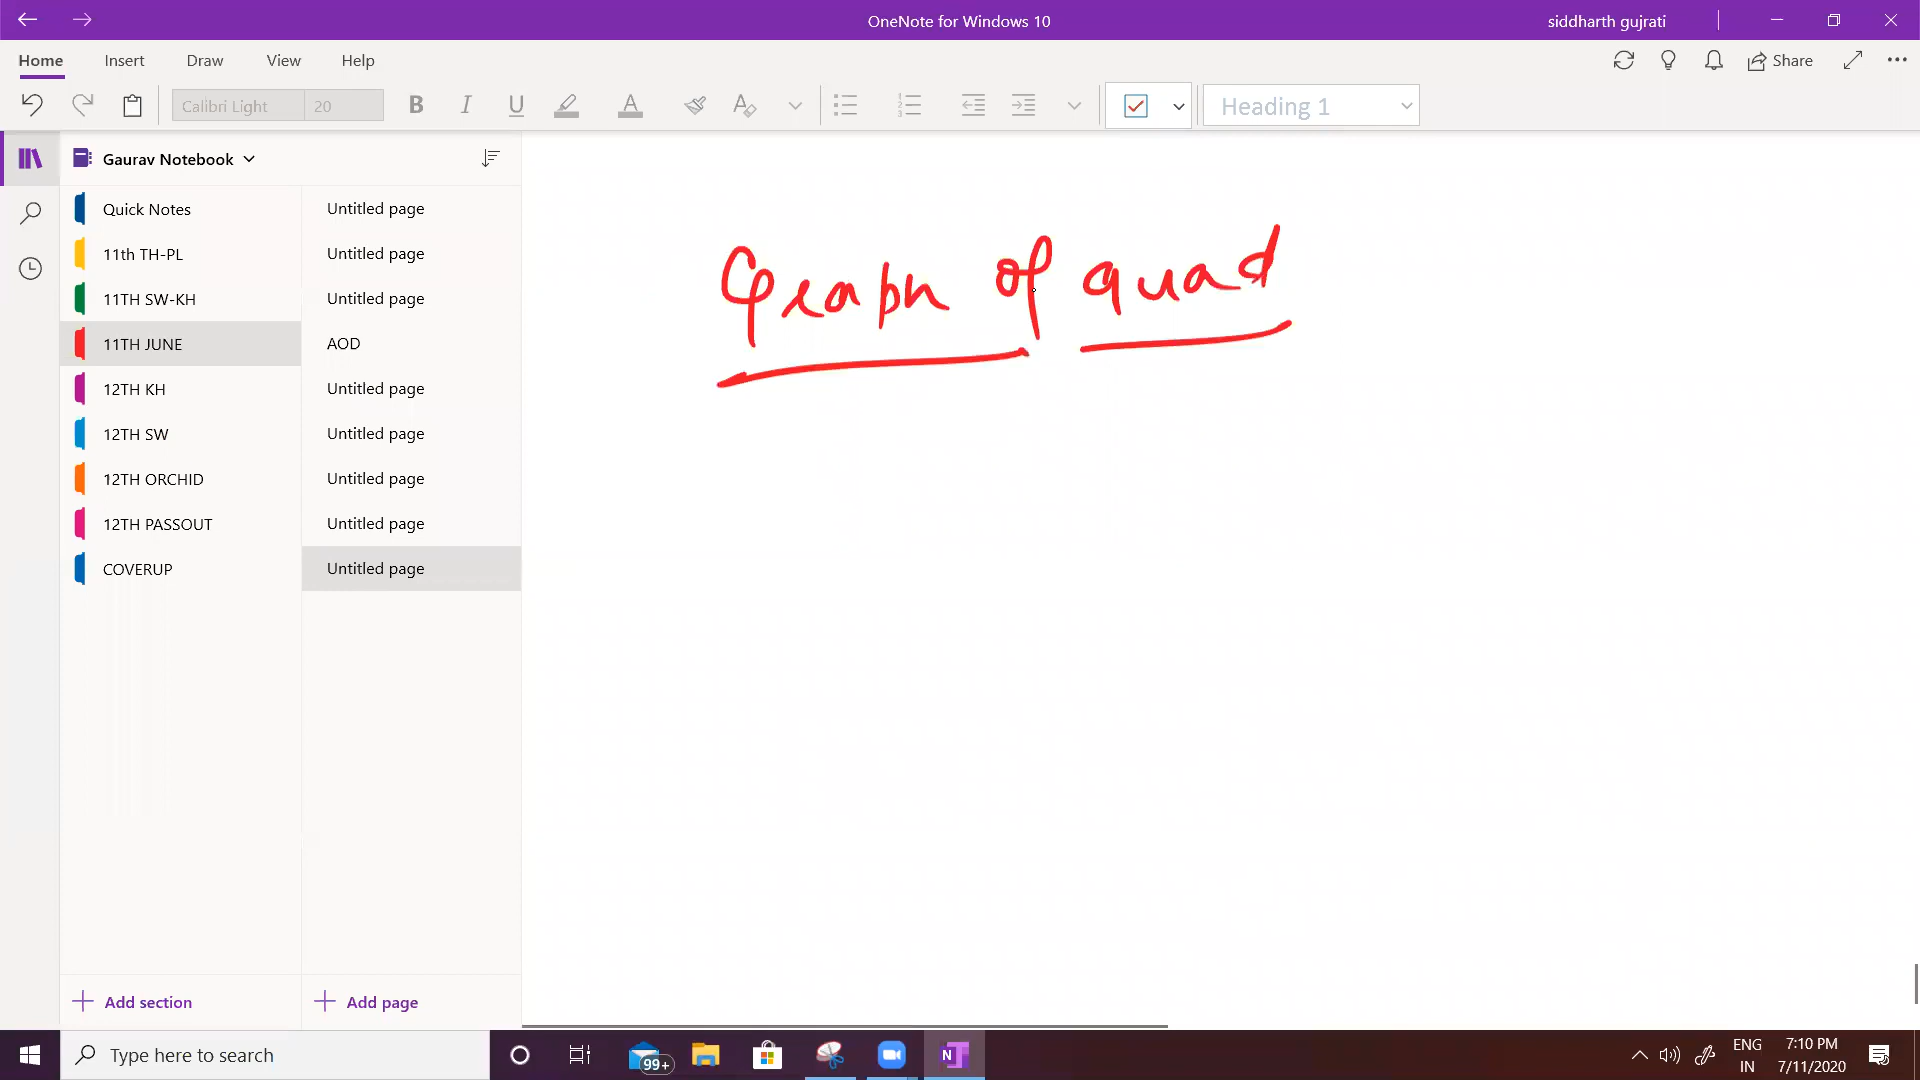 OneNote for Windows 10
siddharth gujrati
Home Insert Draw View Help
Share
Calibri Light 20 B I U A A Heading 1
Gaurav Notebook
Quick Notes
11th TH-PL
11TH SW-KH
11TH JUNE
12TH KH
12TH SW
12TH ORCHID
12TH PASSOUT
COVERUP
Untitled page
Untitled page
Untitled page
AOD
Untitled page
Untitled page
Untitled page
Untitled page
Untitled page
Graph of quad
Add section
Add page
Type here to search
99+
N
ENG
IN
7:10 PM
7/11/2020